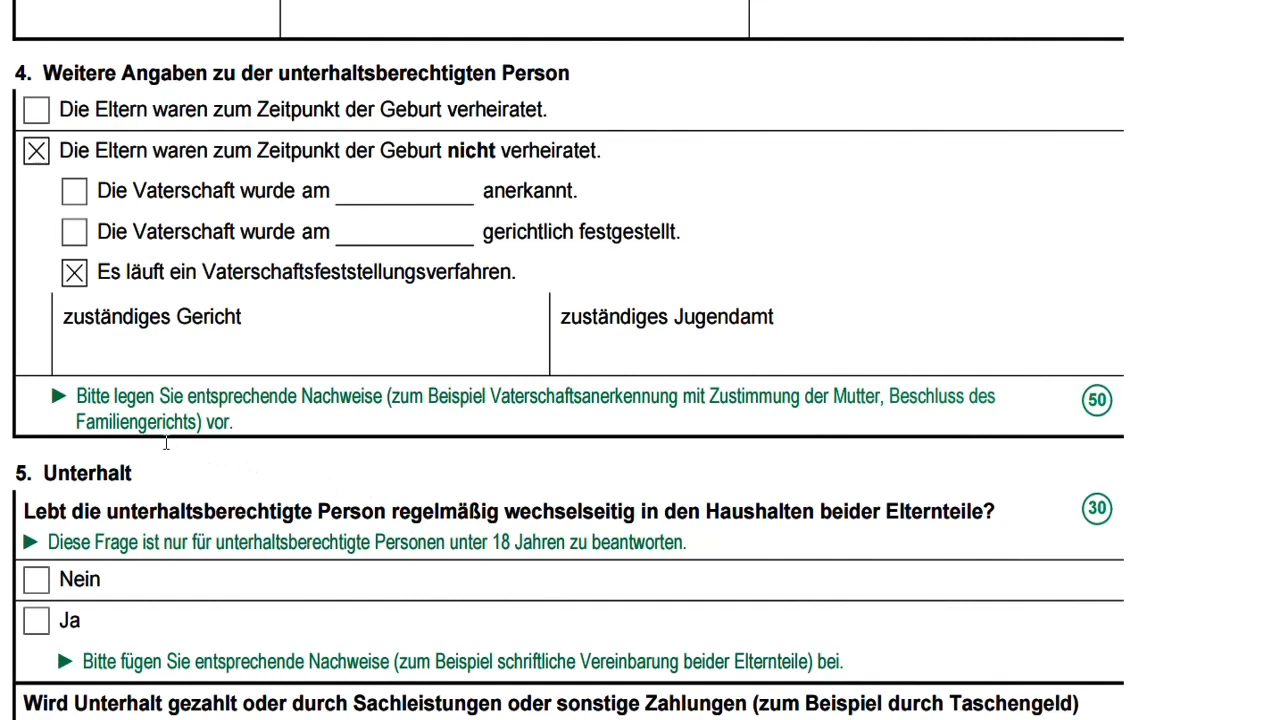 4. Weitere Angaben zu der unterhaltsberechtigten Person
Die Eltern waren zum Zeitpunkt der Geburt verheiratet.
Die Eltern waren zum Zeitpunkt der Geburt nicht verheiratet.
Die Vaterschaft wurde am __________ anerkannt.
Die Vaterschaft wurde am __________ gerichtlich festgestellt.
Es läuft ein Vaterschaftsfeststellungsverfahren.
zuständiges Gericht
zuständiges Jugendamt
Bitte legen Sie entsprechende Nachweise (zum Beispiel Vaterschaftsanerkennung mit Zustimmung der Mutter, Beschluss des
Familiengerichts) vor.
50
5. Unterhalt
Lebt die unterhaltsberechtigte Person regelmäßig wechselseitig in den Haushalten beider Elternteile?
30
Diese Frage ist nur für unterhaltsberechtigte Personen unter 18 Jahren zu beantworten.
Nein
Ja
Bitte fügen Sie entsprechende Nachweise (zum Beispiel schriftliche Vereinbarung beider Elternteile) bei.
Wird Unterhalt gezahlt oder durch Sachleistungen oder sonstige Zahlungen (zum Beispiel durch Taschengeld)